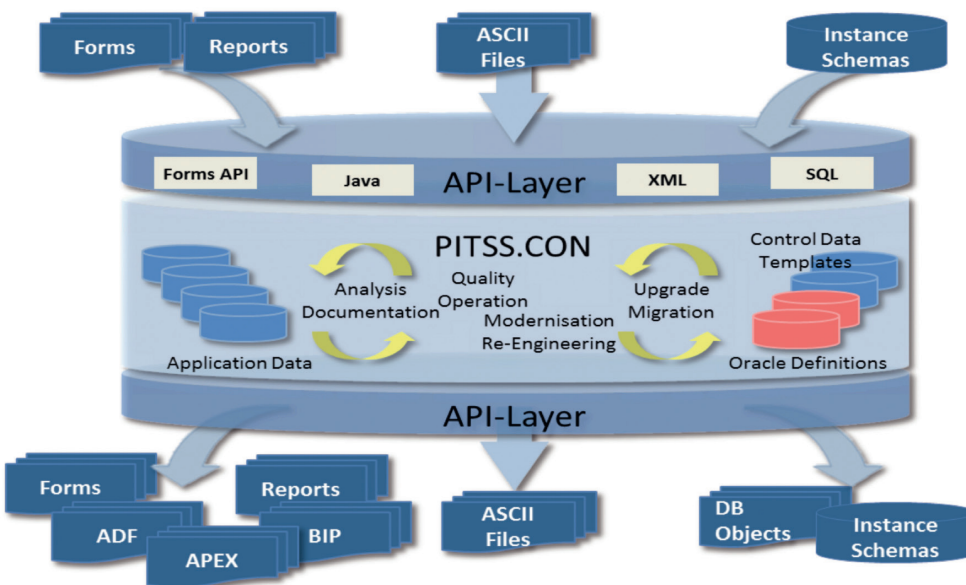 Forms
Reports
ASCII
Files
Instance
Schemas
Forms API
Java
API-Layer
XML
SQL
PITSS.CON
Analysis
Documentation
Quality
Operation
Modernisation
Re-Engineering
Upgrade
Migration
Control Data
Templates
Application Data
Oracle Definitions
API-Layer
Forms
ADF
APEX
Reports
BIP
ASCII
Files
DB
Objects
Instance
Schemas